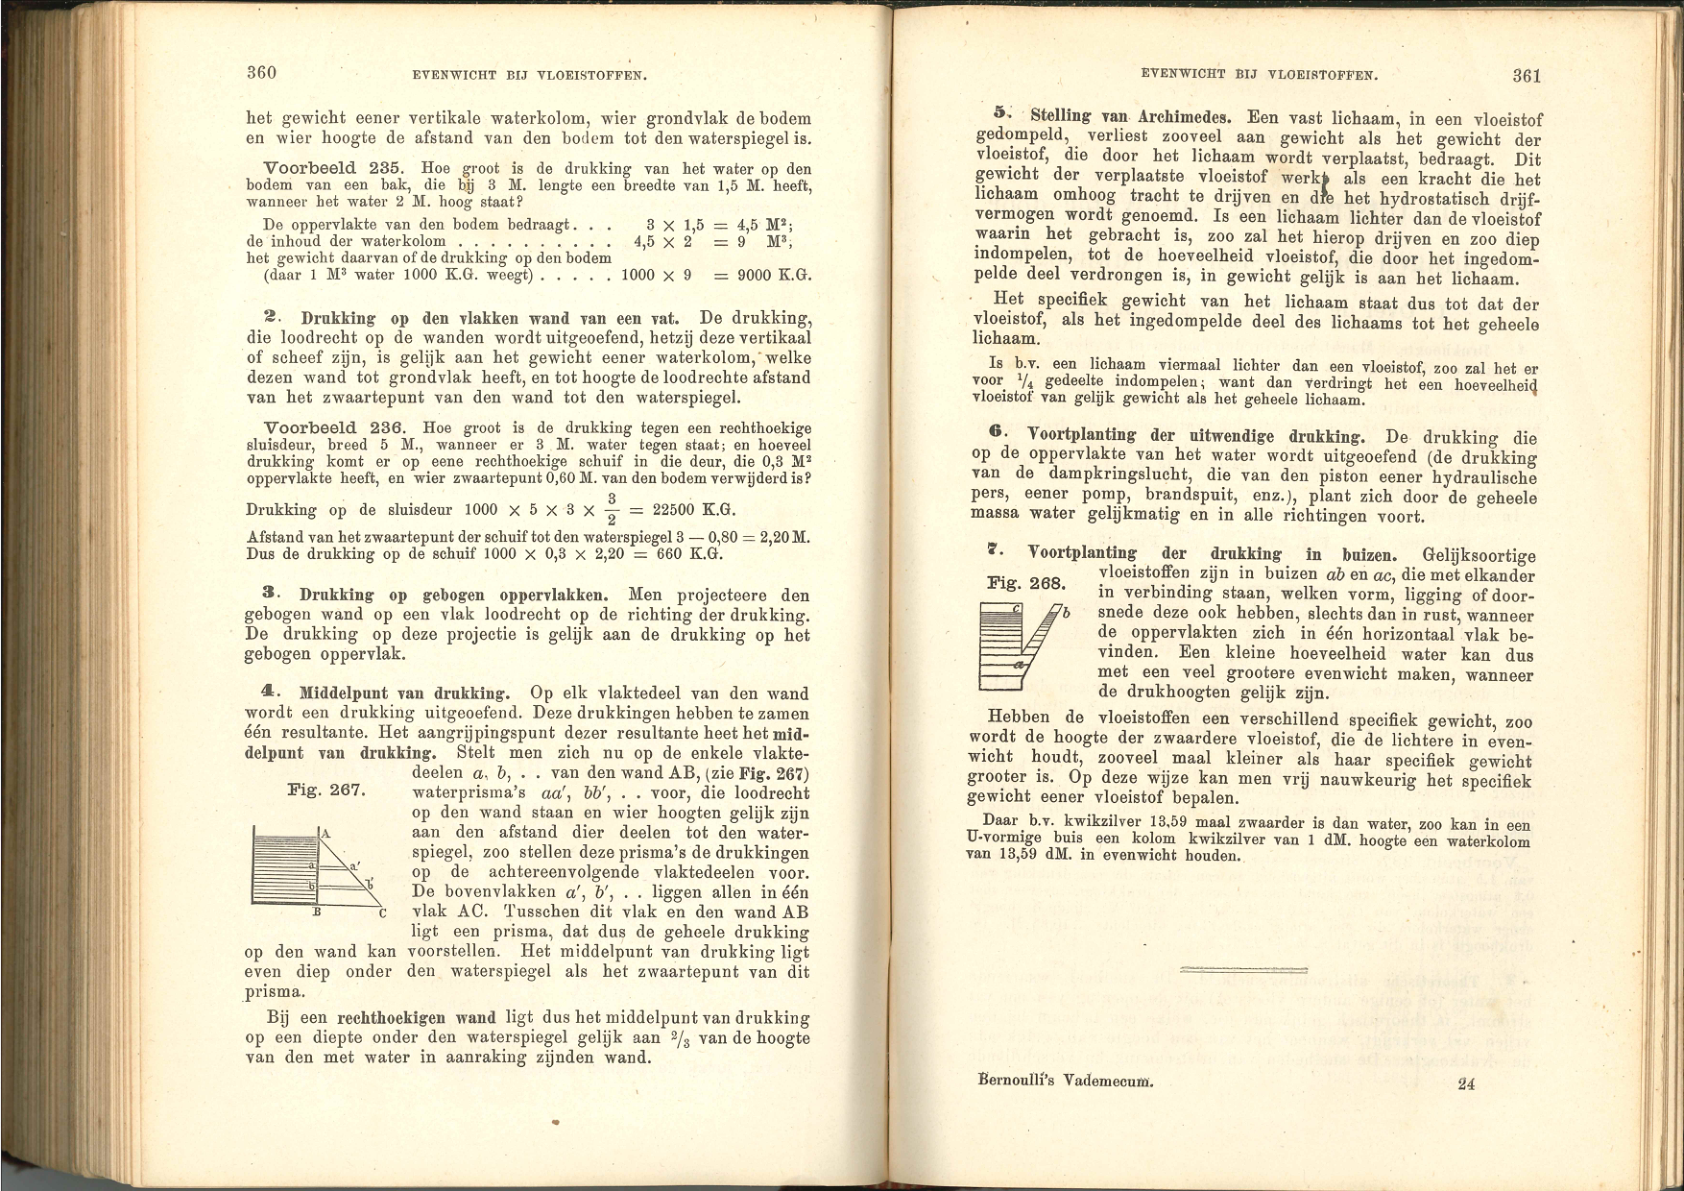 360
EVENWICHT BIJ VLOEISTOFFEN.
het gewicht eener vertikale waterkolom, wier grondvlak de bodem
en wier hoogte de afstand van den bodem tot den waterspiegel is.
Voorbeeld 235. Hoe groot is de drukking van het water op den
bodem van een bak, die bij 3 M. lengte een breedte van 1,5 M. heeft,
wanneer het water 2 M. hoog staat?
De oppervlakte van den bodem bedraagt. . . 3 × 1,5 = 4,5 M²;
de inhoud der waterkolom . . . . . . . . . . 4,5 × 2 = 9 M³;
het gewicht daarvan of de drukking op den bodem
(daar 1 M³ water 1000 K.G. weegt) . . . . . 1000 × 9 = 9000 K.G.
2. Drukking op den vlakken wand van een vat. De drukking,
die loodrecht op de wanden wordt uitgeoefend, hetzij deze vertikaal
of scheef zijn, is gelijk aan het gewicht eener waterkolom, welke
dezen wand tot grondvlak heeft, en tot hoogte de loodrechte afstand
van het zwaartepunt van den wand tot den waterspiegel.
Voorbeeld 236. Hoe groot is de drukking tegen een rechthoekige
sluisdeur, breed 5 M., wanneer er 3 M. water tegen staat; en hoeveel
drukking komt er op eene rechthoekige schuif in die deur, die 0,3 M²
oppervlakte heeft, en wier zwaartepunt 0,60 M. van den bodem verwijderd is?
Drukking op de sluisdeur 1000 × 5 × 3 × 3/2 = 22500 K.G.
Afstand van het zwaartepunt der schuif tot den waterspiegel 3 — 0,80 = 2,20 M.
Dus de drukking op de schuif 1000 × 0,3 × 2,20 = 660 K.G.
3. Drukking op gebogen oppervlakken. Men projecteere den
gebogen wand op een vlak loodrecht op de richting der drukking.
De drukking op deze projectie is gelijk aan de drukking op het
gebogen oppervlak.
4. Middelpunt van drukking. Op elk vlaktedeel van den wand
wordt een drukking uitgeoefend. Deze drukkingen hebben te zamen
één resultante. Het aangrijpingspunt dezer resultante heet het mid-
delpunt van drukking. Stelt men zich nu op de enkele vlakte-
deelen a, b, . . van den wand AB, (zie Fig. 267)
waterprisma's aa', bb', . . voor, die loodrecht
op den wand staan en wier hoogten gelijk zijn
aan den afstand dier deelen tot den water-
spiegel, zoo stellen deze prisma's de drukkingen
op de achtereenvolgende vlaktedeelen voor.
De bovenvlakken a', b', . . liggen allen in één
vlak AC. Tusschen dit vlak en den wand AB
ligt een prisma, dat dus de geheele drukking
Fig. 267.
A
a a'
b b'
B C
op den wand kan voorstellen. Het middelpunt van drukking ligt
even diep onder den waterspiegel als het zwaartepunt van dit
prisma.
Bij een rechthoekigen wand ligt dus het middelpunt van drukking
op een diepte onder den waterspiegel gelijk aan 2/3 van de hoogte
van den met water in aanraking zijnden wand.
EVENWICHT BIJ VLOEISTOFFEN.
361
5. Stelling van Archimedes. Een vast lichaam, in een vloeistof
gedompeld, verliest zooveel aan gewicht als het gewicht der
vloeistof, die door het lichaam wordt verplaatst, bedraagt. Dit
gewicht der verplaatste vloeistof werkt als een kracht die het
lichaam omhoog tracht te drijven en die het hydrostatisch drijf-
vermogen wordt genoemd. Is een lichaam lichter dan de vloeistof
waarin het gebracht is, zoo zal het hierop drijven en zoo diep
indompelen, tot de hoeveelheid vloeistof, die door het ingedom-
pelde deel verdrongen is, in gewicht gelijk is aan het lichaam.
Het specifiek gewicht van het lichaam staat dus tot dat der
vloeistof, als het ingedompelde deel des lichaams tot het geheele
lichaam.
Is b.v. een lichaam viermaal lichter dan een vloeistof, zoo zal het er
voor 1/4 gedeelte indompelen; want dan verdringt het een hoeveelheid
vloeistof van gelijk gewicht als het geheele lichaam.
6. Voortplanting der uitwendige drukking. De drukking die
op de oppervlakte van het water wordt uitgeoefend (de drukking
van de dampkringslucht, die van den piston eener hydraulische
pers, eener pomp, brandspuit, enz.), plant zich door de geheele
massa water gelijkmatig en in alle richtingen voort.
7. Voortplanting der drukking in buizen. Gelijksoortige
vloeistoffen zijn in buizen ab en ac, die met elkander
in verbinding staan, welken vorm, ligging of door-
snede deze ook hebben, slechts dan in rust, wanneer
de oppervlakten zich in één horizontaal vlak be-
vinden. Een kleine hoeveelheid water kan dus
met een veel grootere evenwicht maken, wanneer
de drukhoogten gelijk zijn.
Fig. 268.
c b
a
Hebben de vloeistoffen een verschillend specifiek gewicht, zoo
wordt de hoogte der zwaardere vloeistof, die de lichtere in even-
wicht houdt, zooveel maal kleiner als haar specifiek gewicht
grooter is. Op deze wijze kan men vrij nauwkeurig het specifiek
gewicht eener vloeistof bepalen.
Daar b.v. kwikzilver 13,59 maal zwaarder is dan water, zoo kan in een
U-vormige buis een kolom kwikzilver van 1 dM. hoogte een waterkolom
van 13,59 dM. in evenwicht houden.
Bernoulli's Vademecum.
24